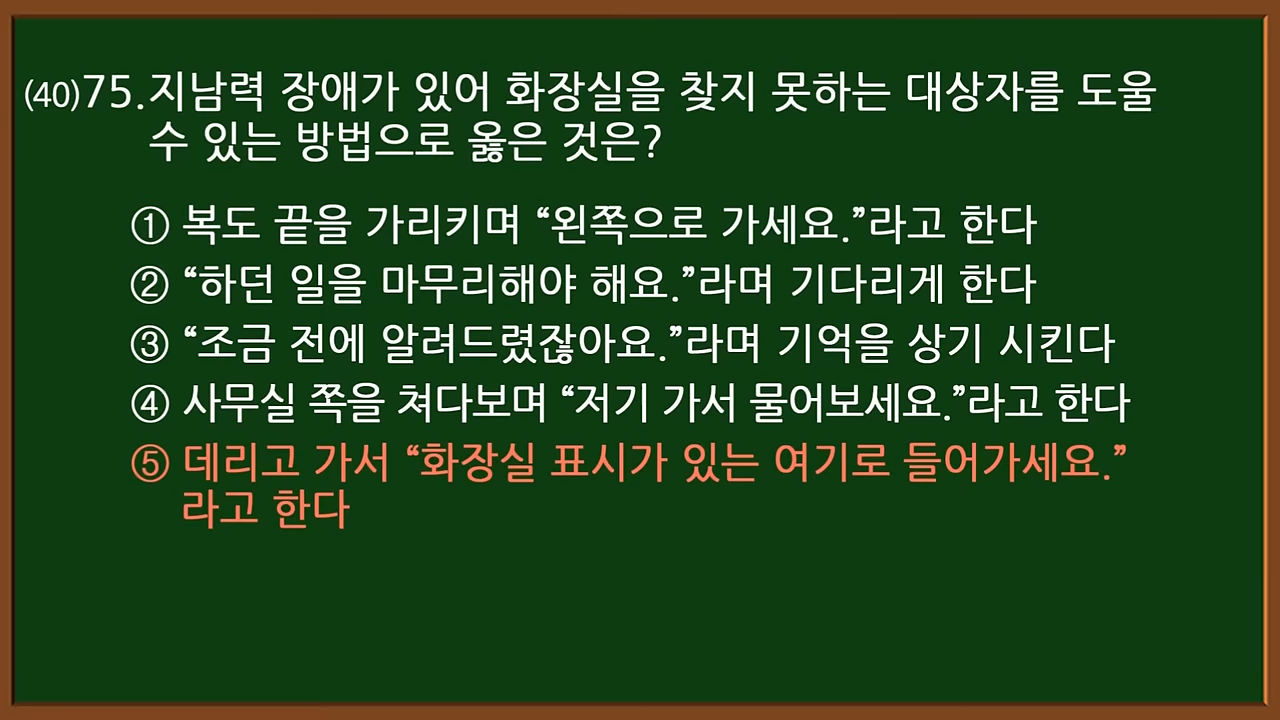 (40)75.지남력 장애가 있어 화장실을 찾지 못하는 대상자를 도울
수 있는 방법으로 옳은 것은?
① 복도 끝을 가리키며 “왼쪽으로 가세요.”라고 한다
② “하던 일을 마무리해야 해요.”라며 기다리게 한다
③ “조금 전에 알려드렸잖아요.”라며 기억을 상기 시킨다
④ 사무실 쪽을 쳐다보며 “저기 가서 물어보세요.”라고 한다
⑤ 데리고 가서 “화장실 표시가 있는 여기로 들어가세요.”
라고 한다